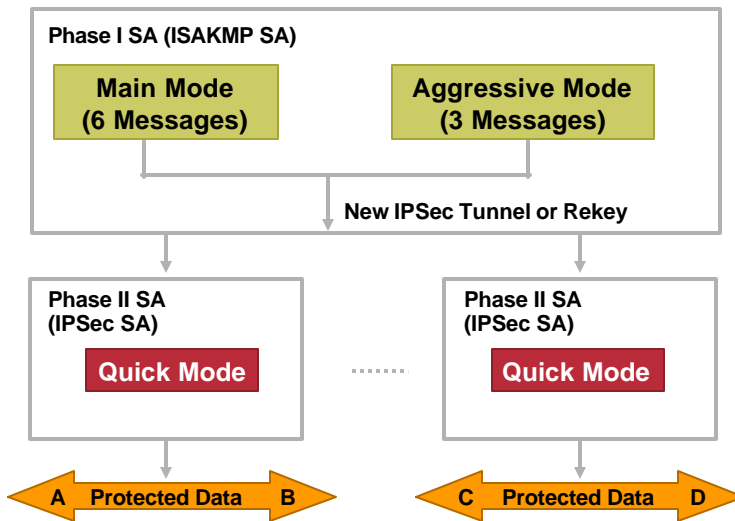 Phase I SA (ISAKMP SA)
Main Mode
(6 Messages)
Aggressive Mode
(3 Messages)
New IPSec Tunnel or Rekey
Phase II SA
(IPSec SA)
Quick Mode
Phase II SA
(IPSec SA)
Quick Mode
A Protected Data B
C Protected Data D